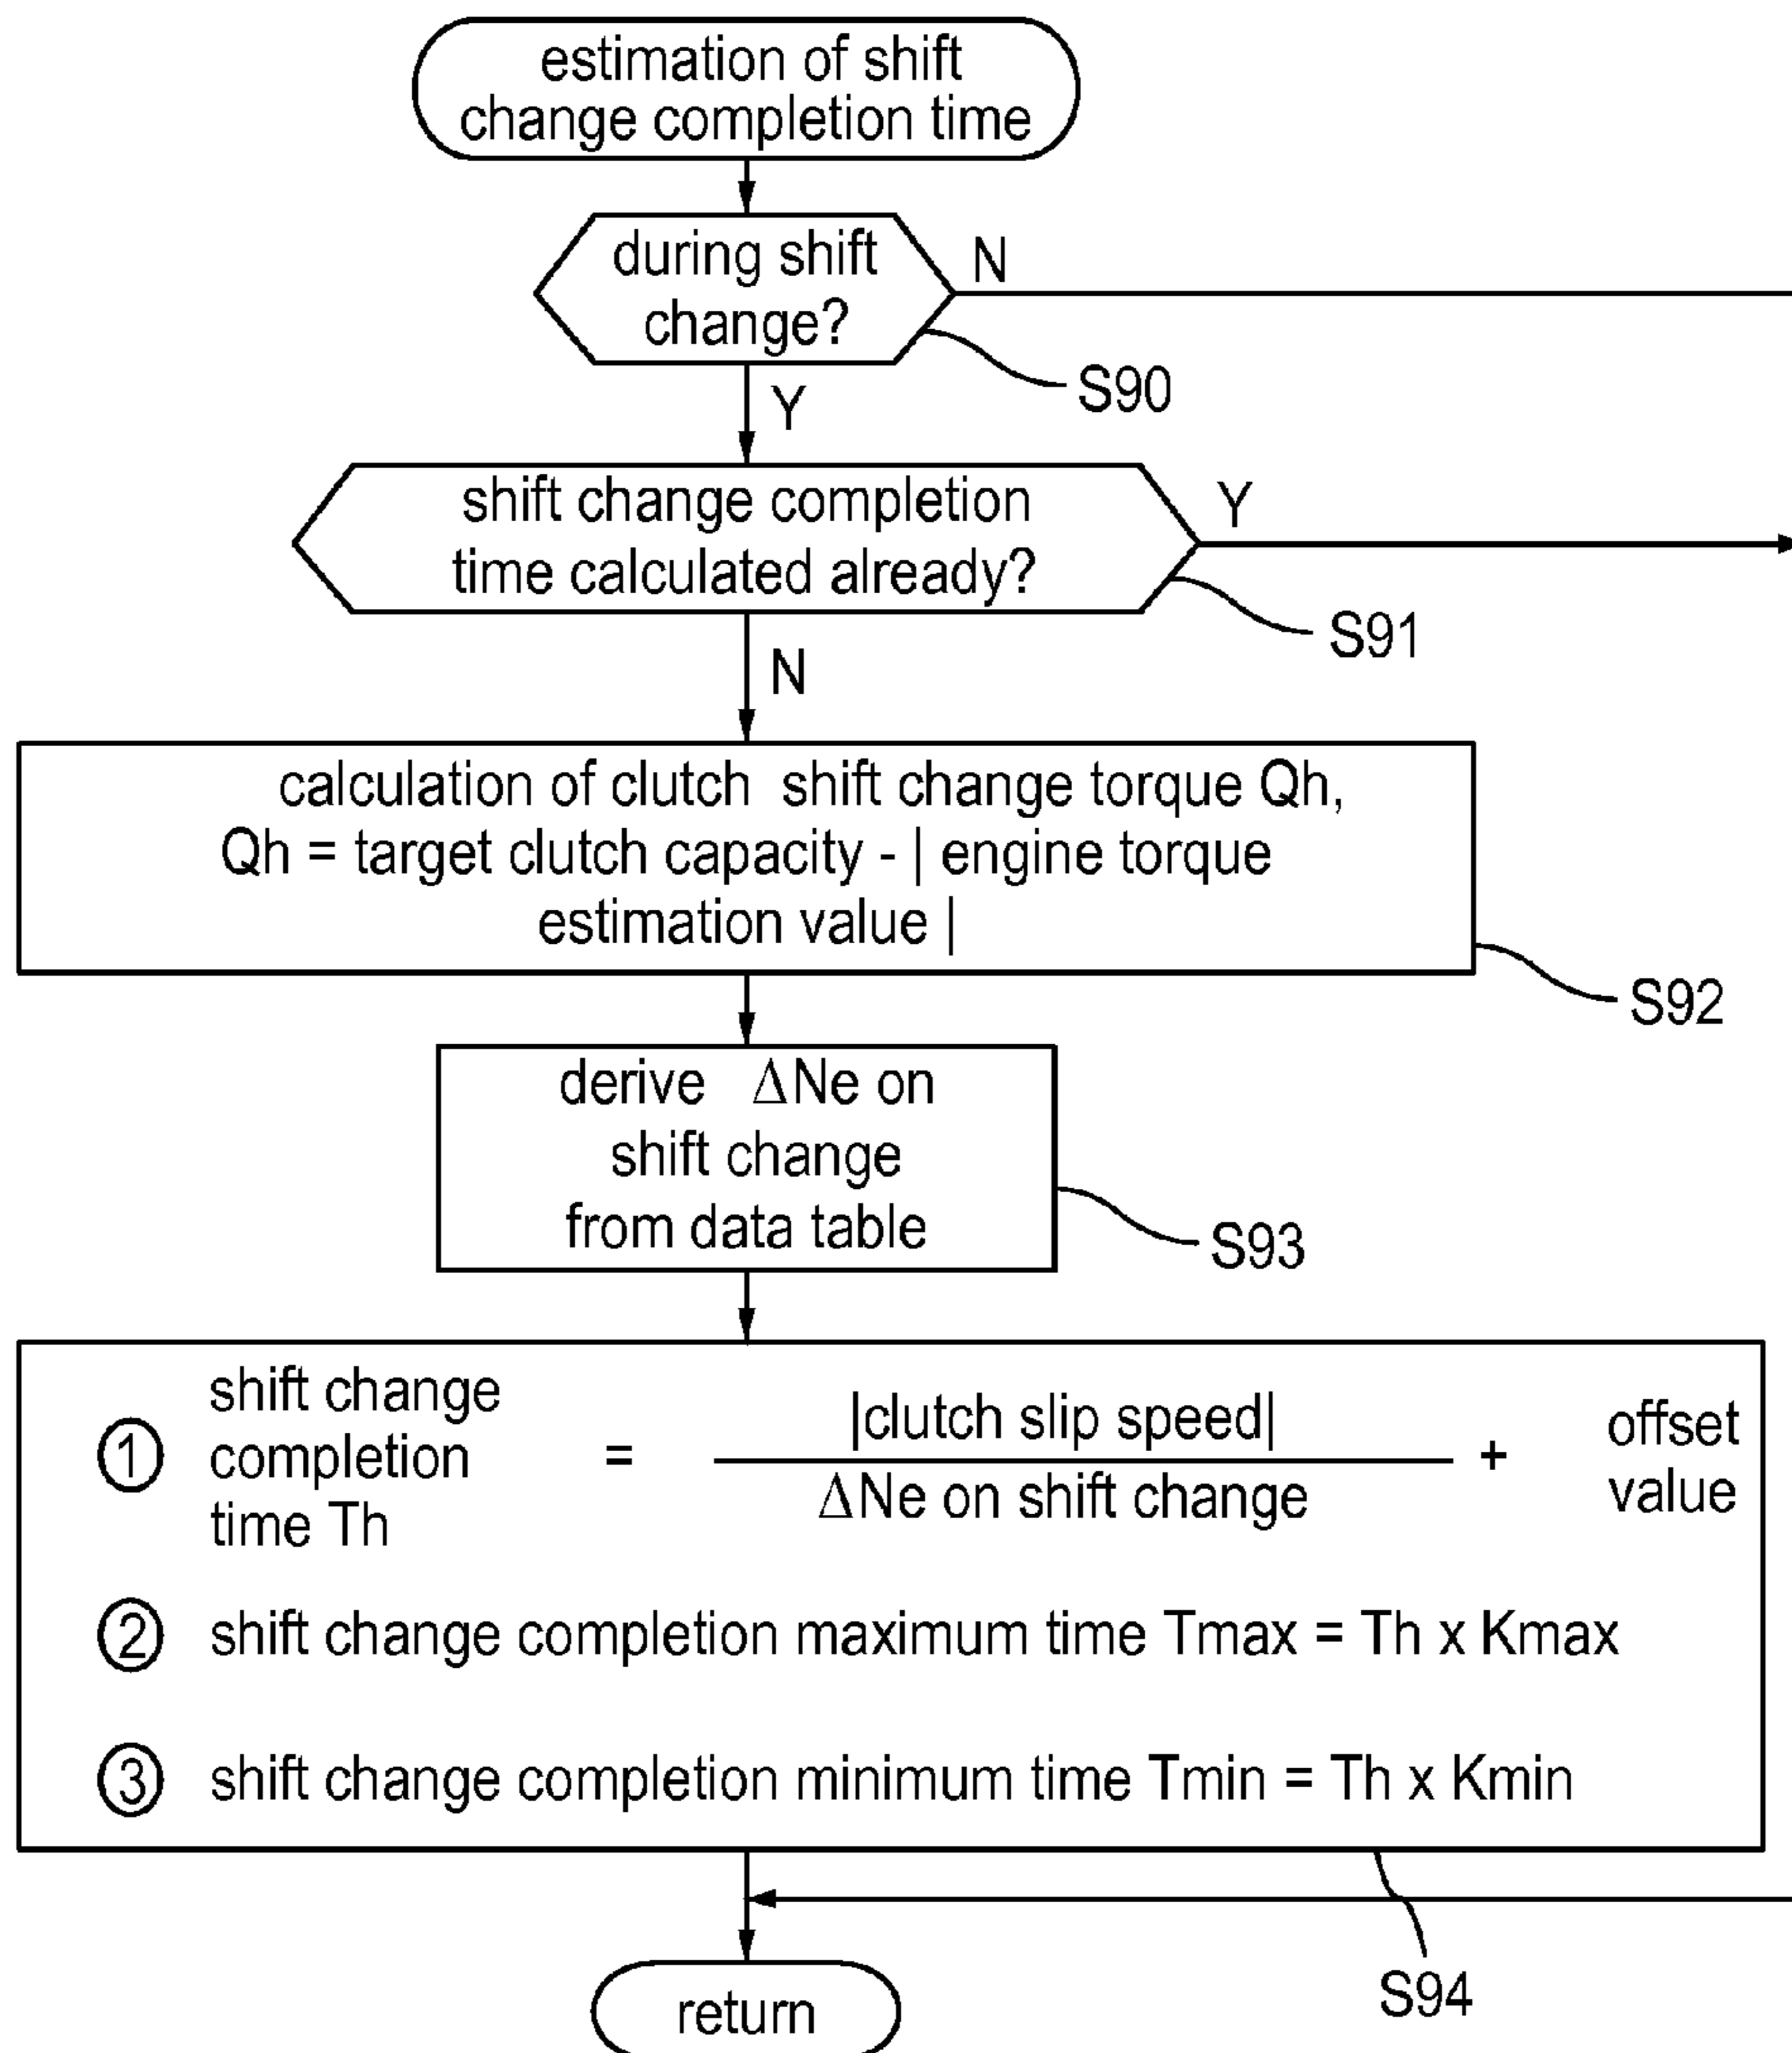 estimation of shift
change completion time
during shift
change?
N
S90
Y
shift change completion
time calculated already?
Y
S91
N
calculation of clutch shift change torque Qh,
Qh = target clutch capacity - | engine torque
estimation value |
S92
derive ΔNe on
shift change
from data table
S93
① shift change
completion
time Th
=
|clutch slip speed|
ΔNe on shift change
+
offset
value
② shift change completion maximum time Tmax = Th x Kmax
③ shift change completion minimum time Tmin = Th x Kmin
S94
return